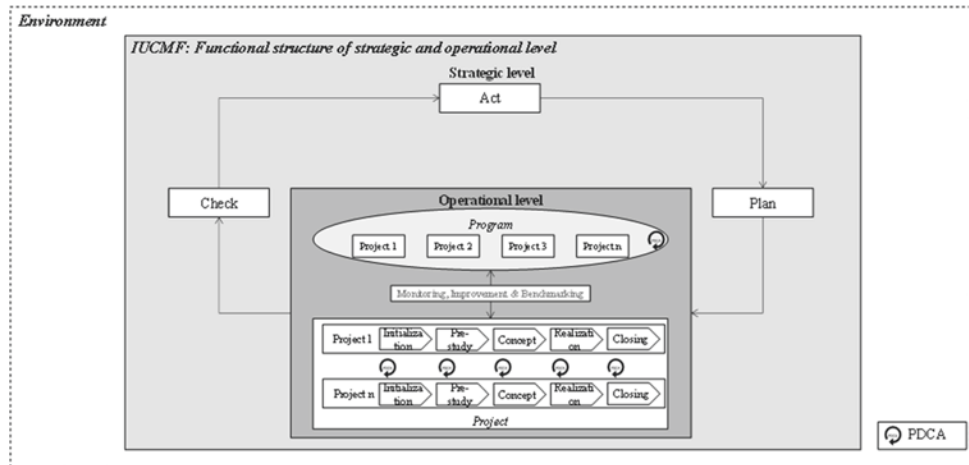 Environment
IUCMF: Functional structure of strategic and operational level
Strategic level
Act
Check
Plan
Operational level
Program
Project 1
Project 2
Project 3
Project n
Monitoring, Improvement & Benchmarking
Project 1
Initializa
tion
Pre-
study
Concept
Realizati
on
Closing
Project n
Initializa
tion
Pre-
study
Concept
Realizati
on
Closing
Project
PDCA